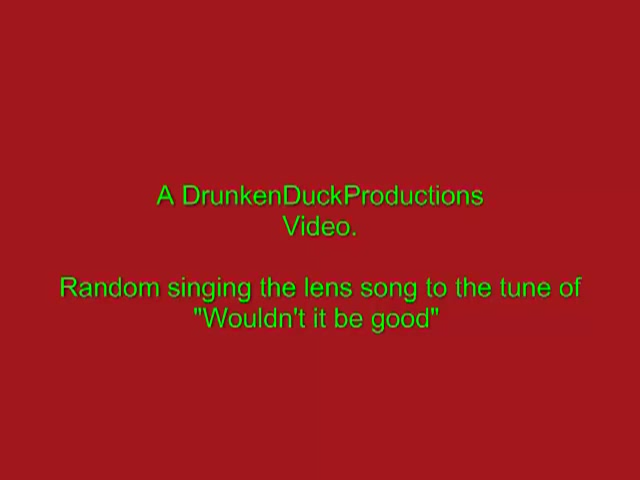 A DrunkenDuckProductions
Video.
Random singing the lens song to the tune of
"Wouldn't it be good"